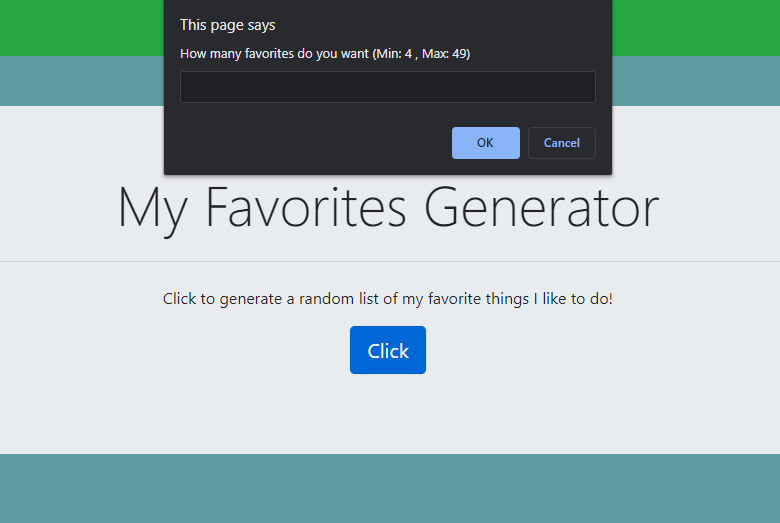 This page says
How many favorites do you want (Min: 4 , Max: 49)
OK Cancel
My Favorites Generator
Click to generate a random list of my favorite things I like to do!
Click